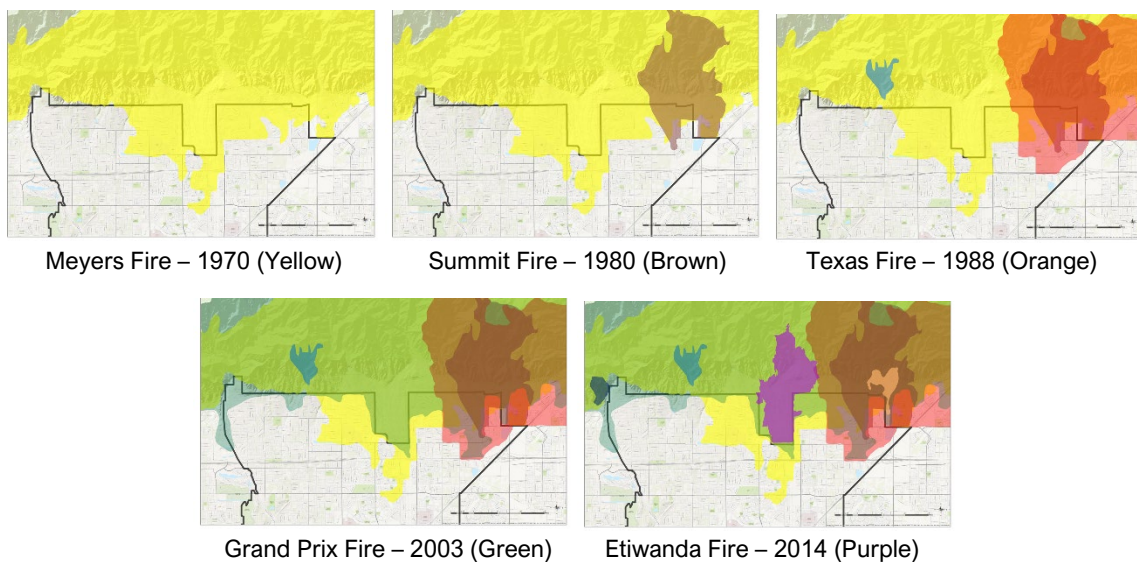 Meyers Fire – 1970 (Yellow)
Summit Fire – 1980 (Brown)
Texas Fire – 1988 (Orange)
Grand Prix Fire – 2003 (Green)
Etiwanda Fire – 2014 (Purple)